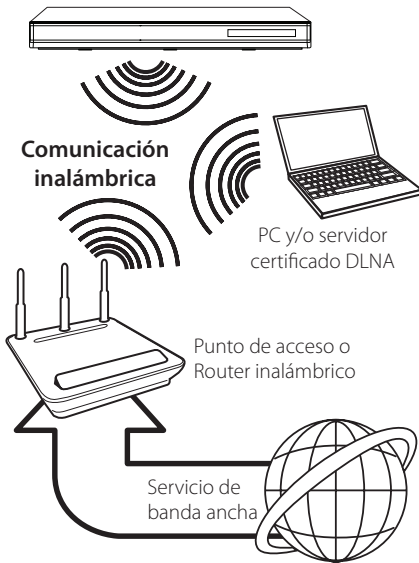 Comunicación
inalámbrica
PC y/o servidor
certificado DLNA
Punto de acceso o
Router inalámbrico
Servicio de
banda ancha